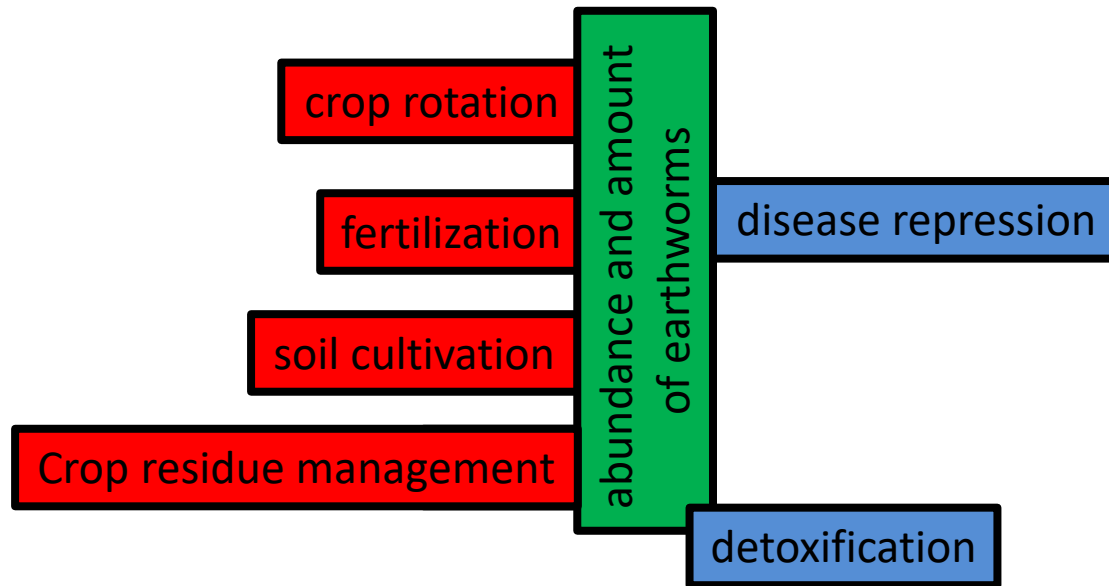 crop rotation
fertilization
soil cultivation
Crop residue management
abundance and amount
of earthworms
disease repression
detoxification